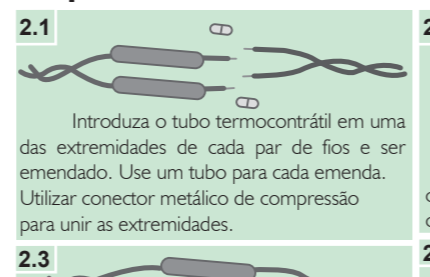 2.1
Introduza o tubo termocontrátil em uma
das extremidades de cada par de fios e ser
emendado. Use um tubo para cada emenda.
Utilizar conector metálico de compressão
para unir as extremidades.
2.3